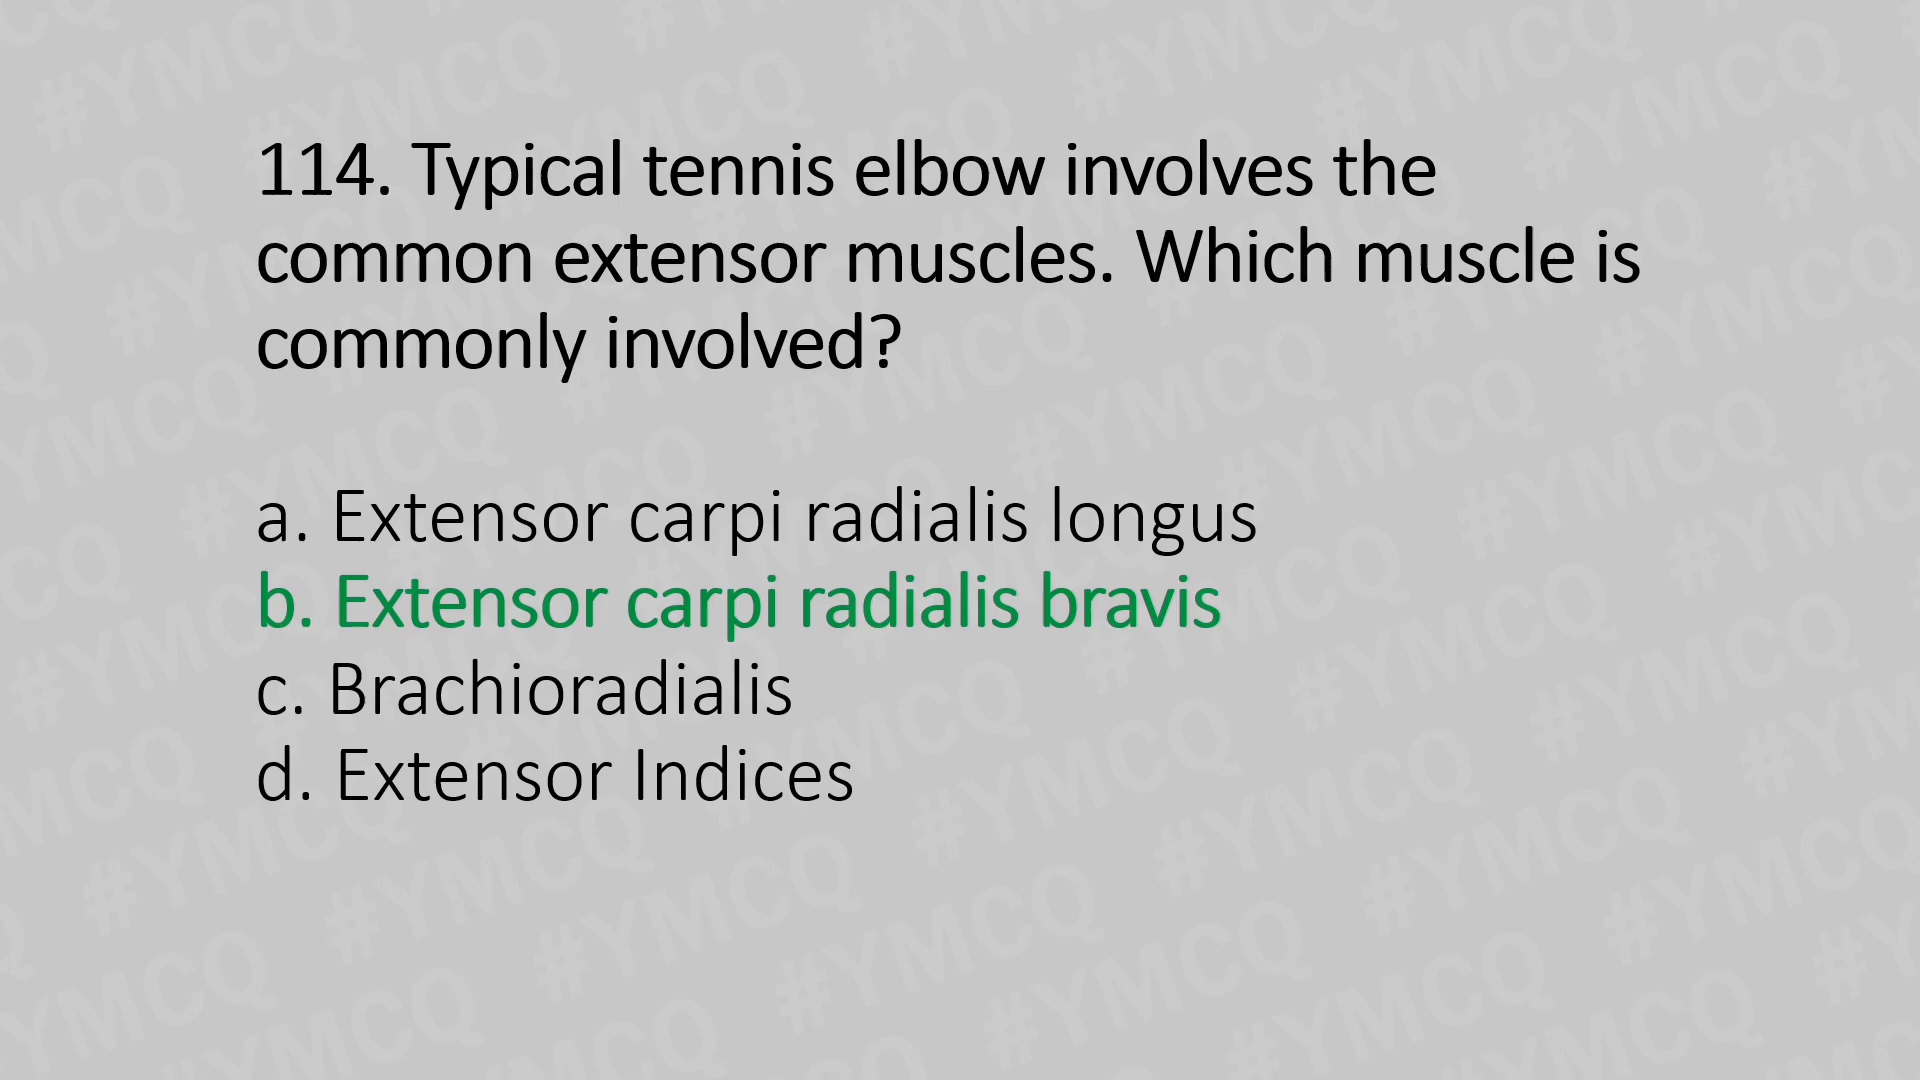 114. Typical tennis elbow involves the
common extensor muscles. Which muscle is
commonly involved?
a. Extensor carpi radialis longus
b. Extensor carpi radialis bravis
c. Brachioradialis
d. Extensor Indices
#YMCQ